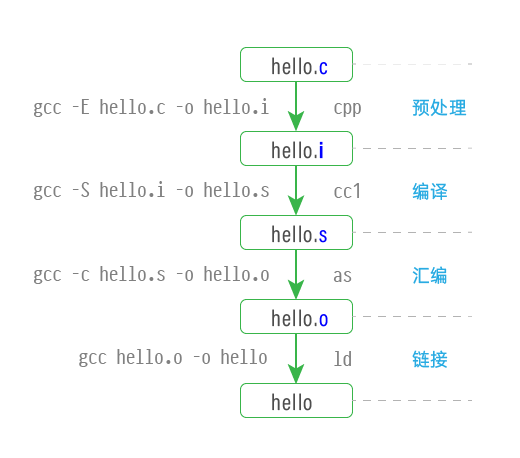 hello.c
gcc -E hello.c -o hello.i cpp 预处理
hello.i
gcc -S hello.i -o hello.s cc1 编译
hello.s
gcc -c hello.s -o hello.o as 汇编
hello.o
gcc hello.o -o hello ld 链接
hello